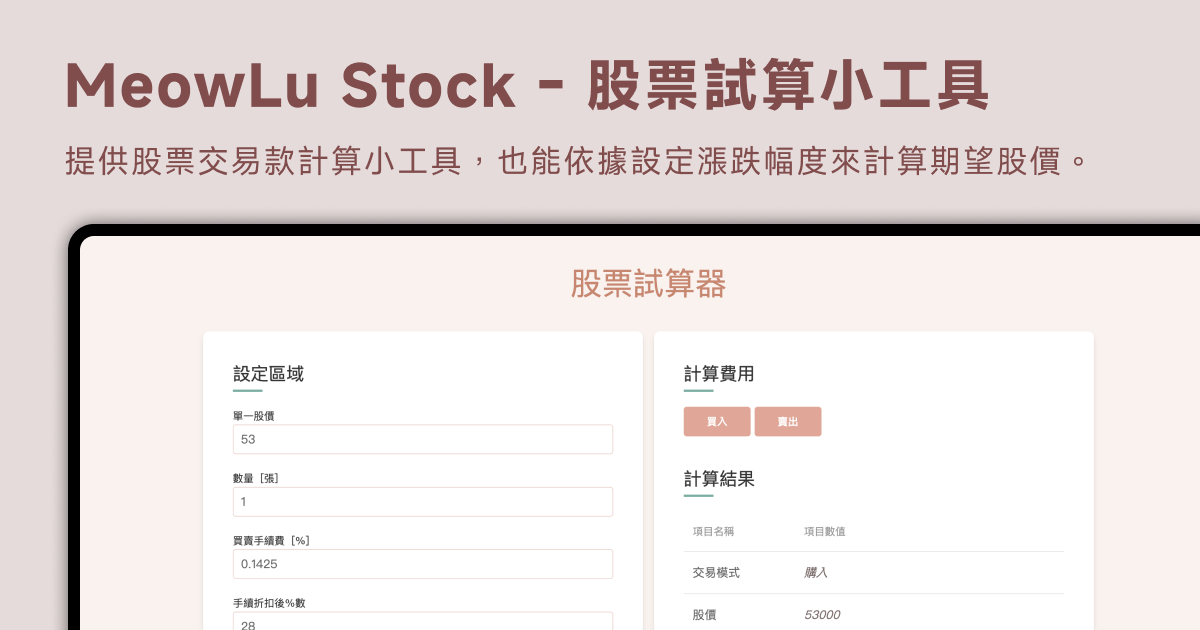 MeowLu Stock - 股票試算小工具
提供股票交易款計算小工具，也能依據設定漲跌幅度來計算期望股價。
股票試算器
設定區域
單一股價
53
數量［張］
1
買賣手續費［%］
0.1425
手續折扣後%數
28
計算費用
買入 賣出
計算結果
項目名稱 項目數值
交易模式 購入
股價 53000